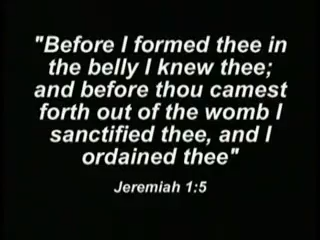 "Before I formed thee in
the belly I knew thee;
and before thou camest
forth out of the womb I
sanctified thee, and I
ordained thee"
Jeremiah 1:5